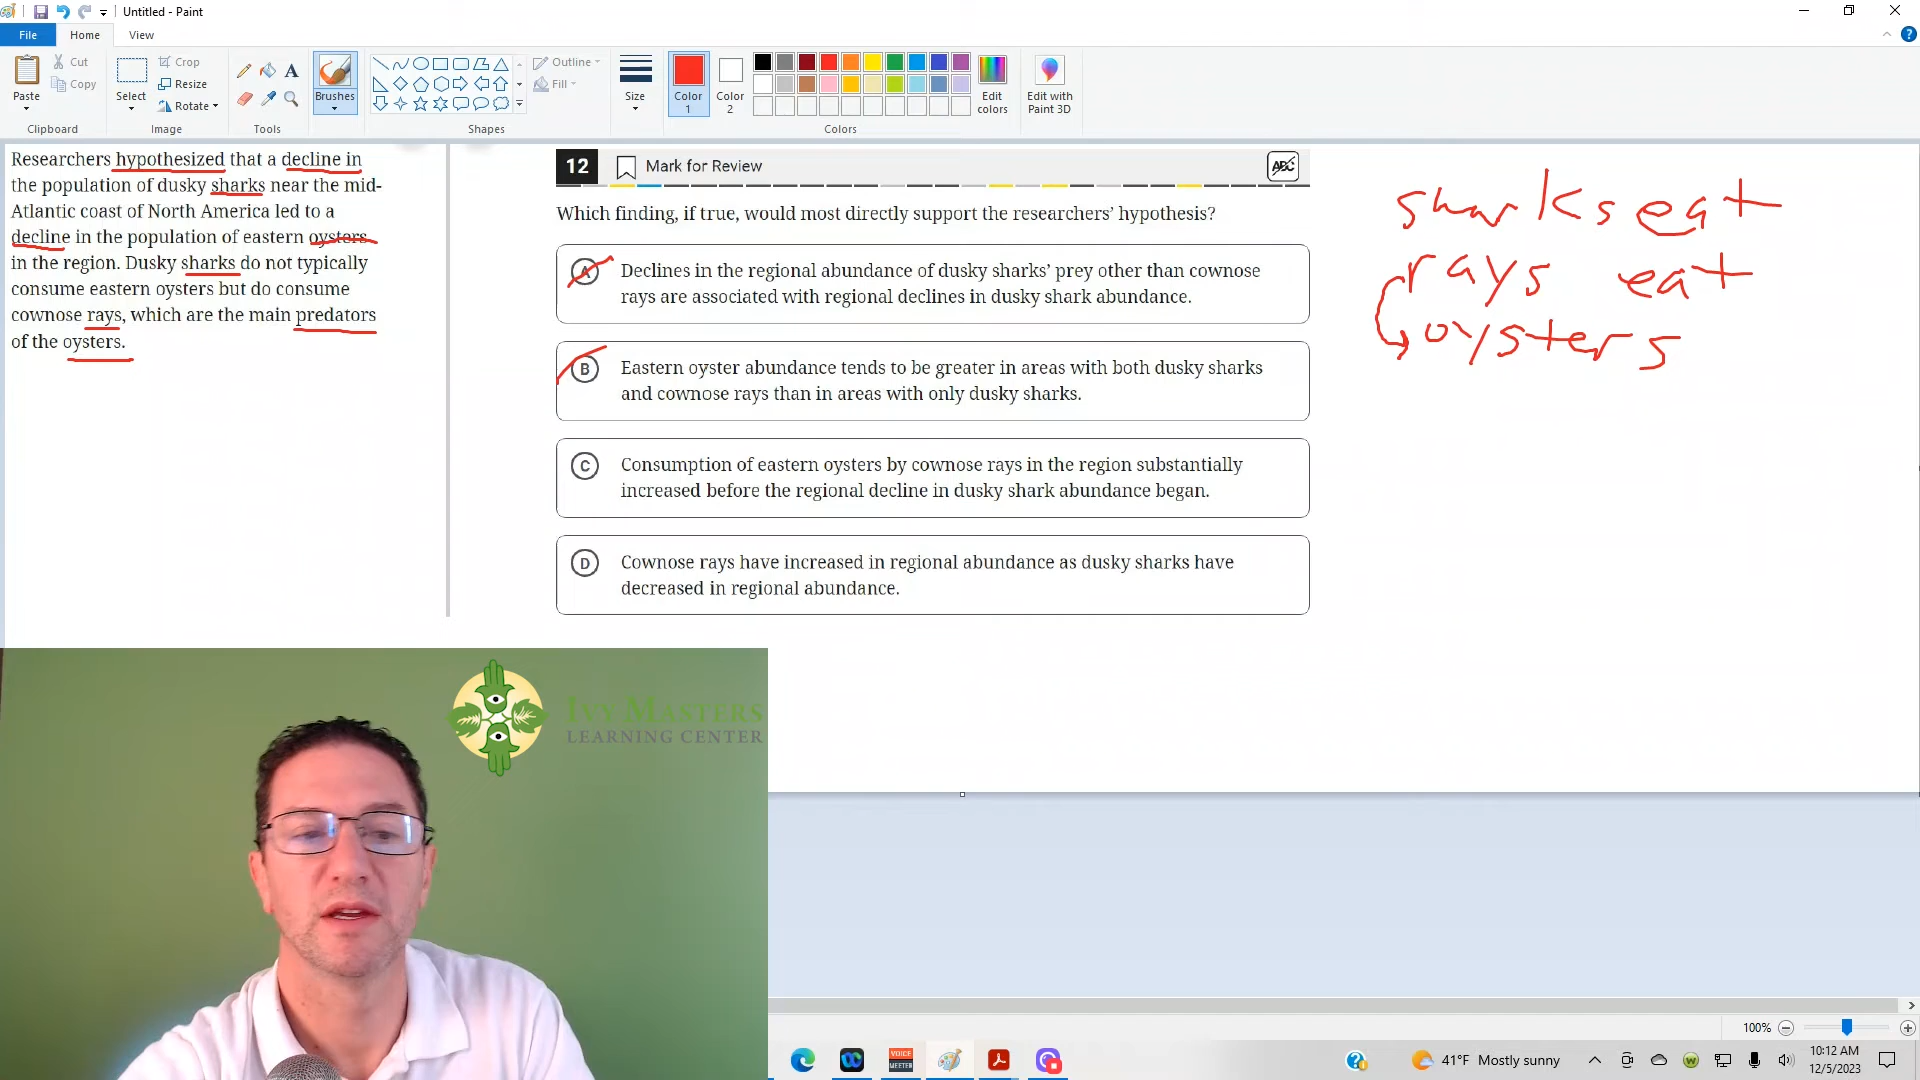 Untitled - Paint
File
Home
View
Paste
Cut
Copy
Clipboard
Select
Crop
Resize
Rotate
Image
A
Tools
Brushes
Shapes
Outline
Fill
Size
Color
1
Color
2
Colors
Edit
colors
Edit with
Paint 3D
Researchers hypothesized that a decline in
the population of dusky sharks near the mid-
Atlantic coast of North America led to a
decline in the population of eastern oysters
in the region. Dusky sharks do not typically
consume eastern oysters but do consume
cownose rays, which are the main predators
of the oysters.
12
Mark for Review
ABC
Which finding, if true, would most directly support the researchers' hypothesis?
A
Declines in the regional abundance of dusky sharks' prey other than cownose
rays are associated with regional declines in dusky shark abundance.
B
Eastern oyster abundance tends to be greater in areas with both dusky sharks
and cownose rays than in areas with only dusky sharks.
C
Consumption of eastern oysters by cownose rays in the region substantially
increased before the regional decline in dusky shark abundance began.
D
Cownose rays have increased in regional abundance as dusky sharks have
decreased in regional abundance.
sharks eat
rays eat
oysters
IVY MASTERS
LEARNING CENTER
100%
VOICE
MEETER
41°F Mostly sunny
10:12 AM
12/5/2023